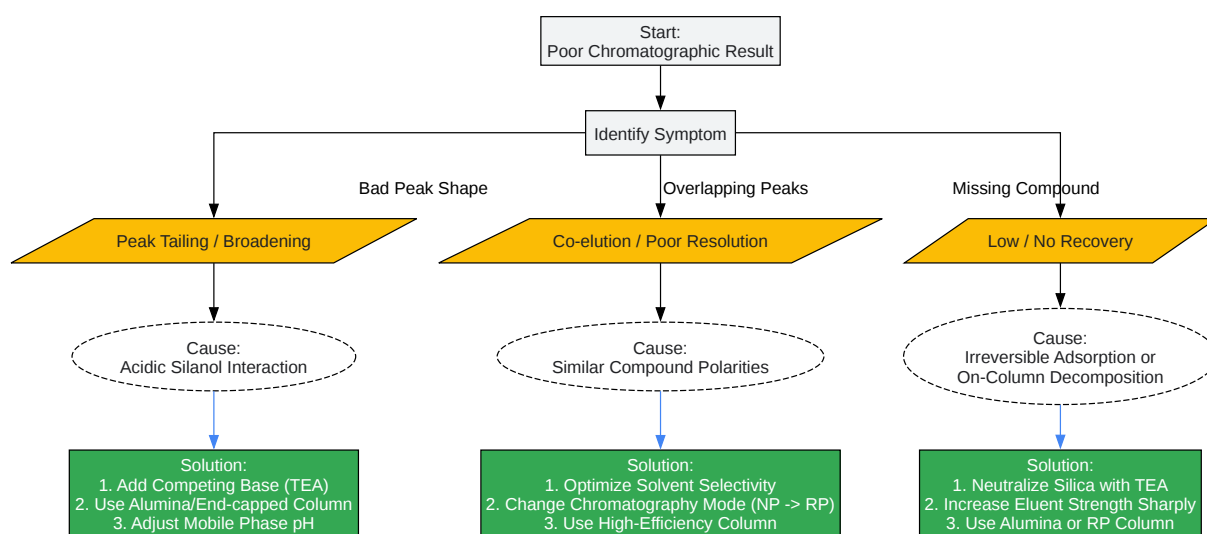 Start:
Poor Chromatographic Result
Identify Symptom
Bad Peak Shape
Overlapping Peaks
Missing Compound
Peak Tailing / Broadening
Co-elution / Poor Resolution
Low / No Recovery
Cause:
Acidic Silanol Interaction
Cause:
Similar Compound Polarities
Cause:
Irreversible Adsorption or
On-Column Decomposition
Solution:
1. Add Competing Base (TEA)
2. Use Alumina/End-capped Column
3. Adjust Mobile Phase pH
Solution:
1. Optimize Solvent Selectivity
2. Change Chromatography Mode (NP -> RP)
3. Use High-Efficiency Column
Solution:
1. Neutralize Silica with TEA
2. Increase Eluent Strength Sharply
3. Use Alumina or RP Column